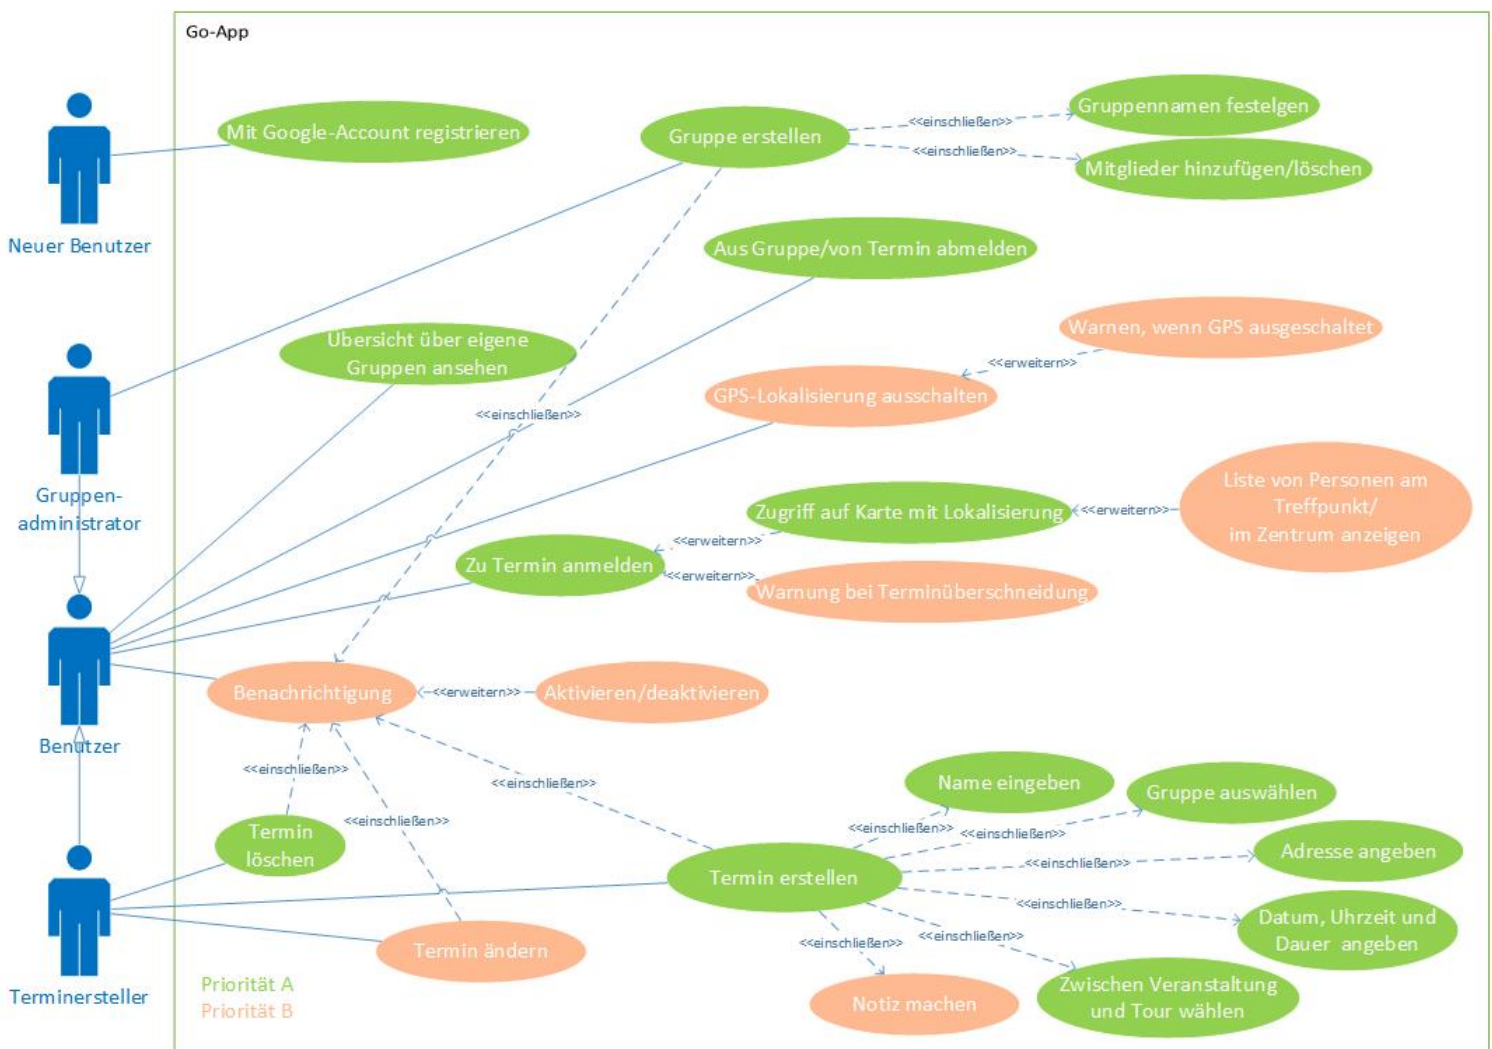 Go-App
Mit Google-Account registrieren
Gruppe erstellen
<<einschließen>>
Gruppennamen festelgen
<<einschließen>>
Mitglieder hinzufügen/löschen
Neuer Benutzer
Aus Gruppe/von Termin abmelden
Übersicht über eigene
Gruppen ansehen
Warnen, wenn GPS ausgeschaltet
<<erweitern>>
GPS-Lokalisierung ausschalten
<<einschließen>>
Gruppen-
administrator
Liste von Personen am
Treffpunkt/
im Zentrum anzeigen
Zugriff auf Karte mit Lokalisierung
<<erweitern>>
<<erweitern>>
Zu Termin anmelden
<<erweitern>>
Warnung bei Terminüberschneidung
Benachrichtigung
<<erweitern>>
Aktivieren/deaktivieren
Benutzer
<<einschließen>>
<<einschließen>>
<<einschließen>>
Name eingeben
Gruppe auswählen
<<einschließen>>
<<einschließen>>
Termin
löschen
Adresse angeben
<<einschließen>>
Termin erstellen
<<einschließen>>
Datum, Uhrzeit und
Dauer angeben
<<einschließen>>
<<einschließen>>
Termin ändern
Zwischen Veranstaltung
und Tour wählen
Notiz machen
Terminersteller
Priorität A
Priorität B